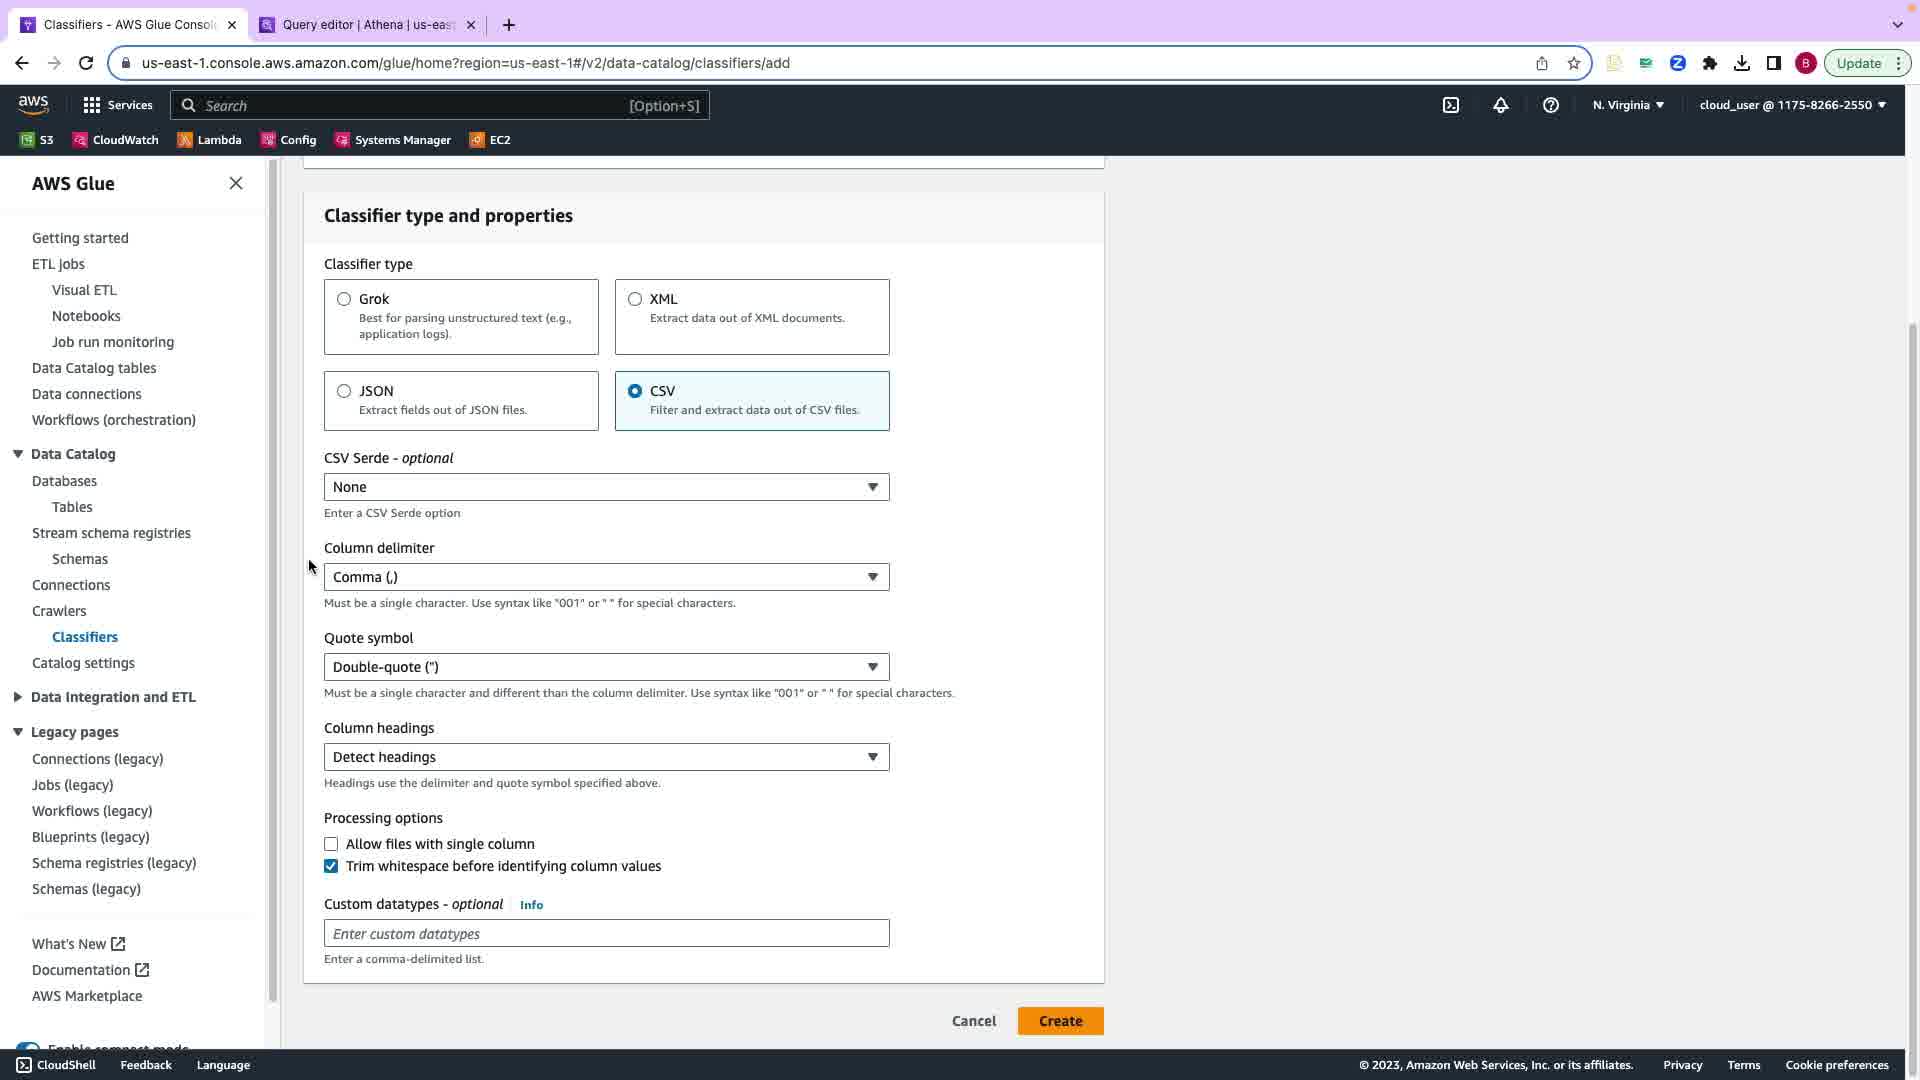 Classifiers - AWS Glue Consol
Query editor | Athena | us-eas
us-east-1.console.aws.amazon.com/glue/home?region=us-east-1#/v2/data-catalog/classifiers/add
B
Update
aws
Services
Search
[Option+S]
N. Virginia
cloud_user @ 1175-8266-2550
S3
CloudWatch
Lambda
Config
Systems Manager
EC2
AWS Glue
Getting started
ETL jobs
Visual ETL
Notebooks
Job run monitoring
Data Catalog tables
Data connections
Workflows (orchestration)
Data Catalog
Databases
Tables
Stream schema registries
Schemas
Connections
Crawlers
Classifiers
Catalog settings
Data Integration and ETL
Legacy pages
Connections (legacy)
Jobs (legacy)
Workflows (legacy)
Blueprints (legacy)
Schema registries (legacy)
Schemas (legacy)
What's New
Documentation
AWS Marketplace
Enable compact mode
Classifier type and properties
Classifier type
Grok
Best for parsing unstructured text (e.g.,
application logs).
XML
Extract data out of XML documents.
JSON
Extract fields out of JSON files.
CSV
Filter and extract data out of CSV files.
CSV Serde - optional
None
Enter a CSV Serde option
Column delimiter
Comma (,)
Must be a single character. Use syntax like "001" or " " for special characters.
Quote symbol
Double-quote (")
Must be a single character and different than the column delimiter. Use syntax like "001" or " " for special characters.
Column headings
Detect headings
Headings use the delimiter and quote symbol specified above.
Processing options
Allow files with single column
Trim whitespace before identifying column values
Custom datatypes - optional
Info
Enter custom datatypes
Enter a comma-delimited list.
Cancel
Create
CloudShell
Feedback
Language
© 2023, Amazon Web Services, Inc. or its affiliates.
Privacy
Terms
Cookie preferences